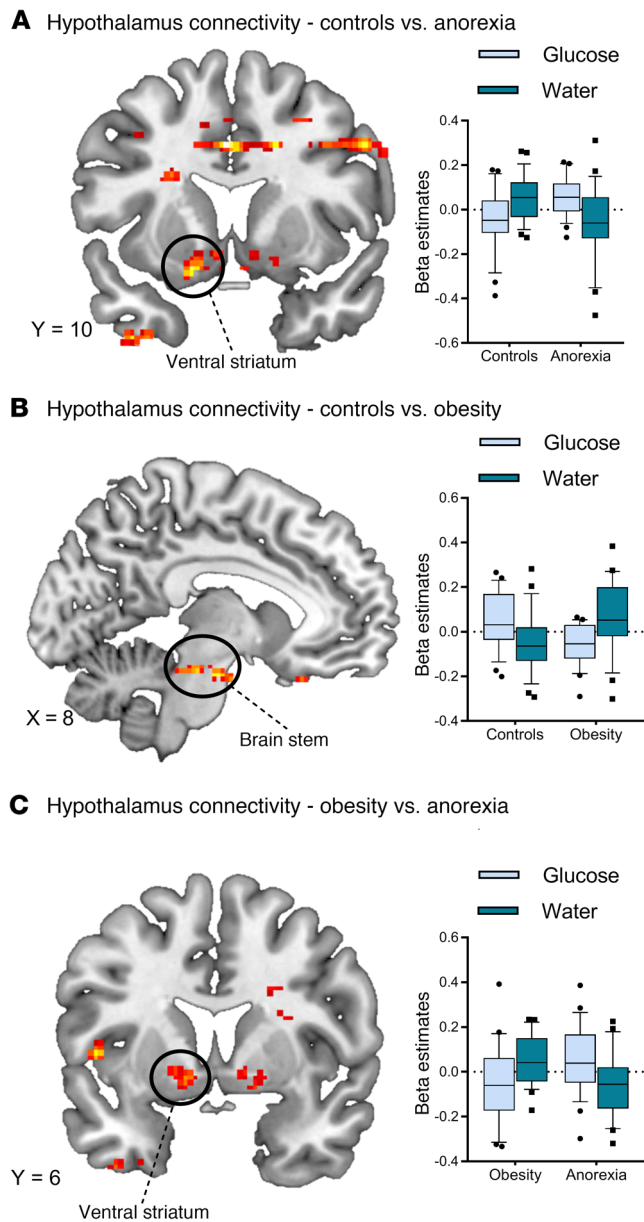 A Hypothalamus connectivity - controls vs. anorexia
Glucose
Water
Beta estimates
0.4
0.2
0.0
-0.2
-0.4
-0.6
Controls Anorexia
Y = 10
Ventral striatum
B Hypothalamus connectivity - controls vs. obesity
Glucose
Water
Beta estimates
0.6
0.4
0.2
0.0
-0.2
-0.4
Controls Obesity
X = 8
Brain stem
C Hypothalamus connectivity - obesity vs. anorexia
Glucose
Water
Beta estimates
0.6
0.4
0.2
0.0
-0.2
-0.4
Obesity Anorexia
Y = 6
Ventral striatum